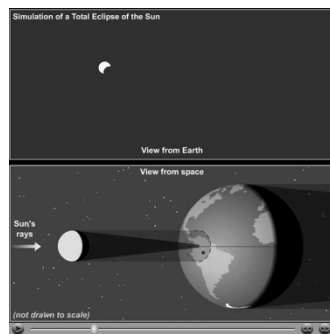 Simulation of a Total Eclipse of the Sun
View from Earth
View from space
Sun's
rays
(not drawn to scale)